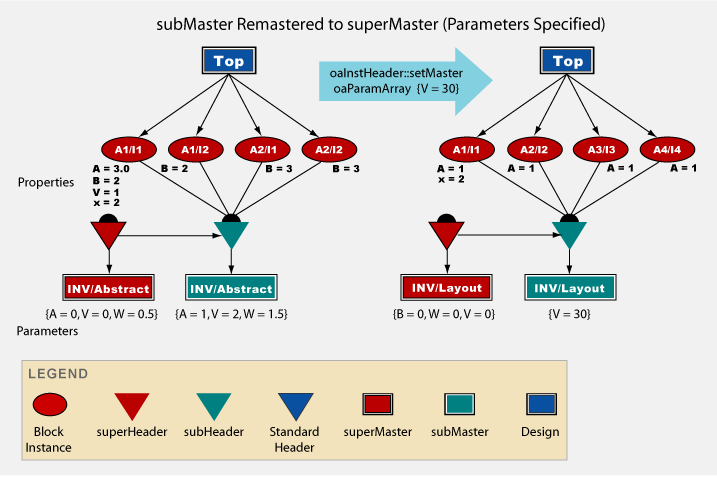 subMaster Remastered to superMaster (Parameters Specified)
Top
oaInstHeader::setMaster
oaParamArray {V = 30}
Top
A1/I1
A1/I2
A2/I1
A2/I2
A1/I1
A2/I2
A3/I3
A4/I4
Properties
A = 3.0
B = 2
V = 1
x = 2
B = 2
B = 3
B = 3
A = 1
x = 2
A = 1
A = 1
A = 1
INV/Abstract
INV/Abstract
INV/Layout
INV/Layout
{A = 0, V = 0, W = 0.5}
{A = 1, V = 2, W = 1.5}
{B = 0, W = 0, V = 0}
{V = 30}
Parameters
LEGEND
Block
Instance
superHeader
subHeader
Standard
Header
superMaster
subMaster
Design